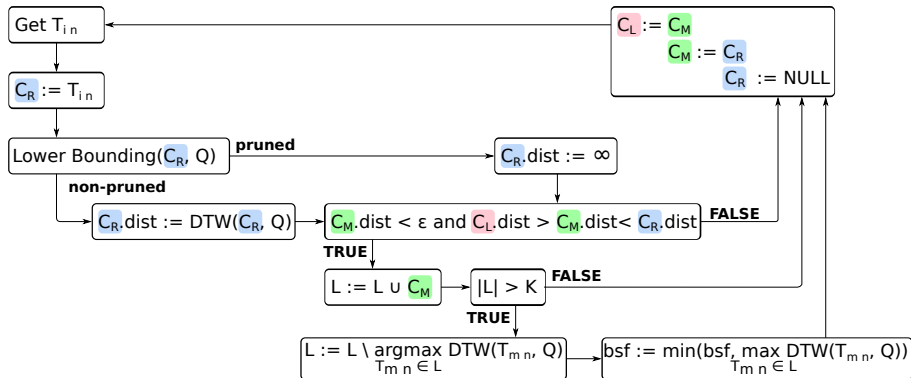 Get T_{i n}
C_L := C_M
C_M := C_R
C_R := NULL
C_R := T_{i n}
Lower Bounding(C_R, Q)
pruned
C_R.dist := ∞
non-pruned
C_R.dist := DTW(C_R, Q)
C_M.dist < ε and C_L.dist > C_M.dist< C_R.dist
FALSE
TRUE
L := L ∪ C_M
|L| > K
FALSE
TRUE
L := L \ argmax DTW(T_{m n}, Q)
T_{m n} ∈ L
bsf := min(bsf, max DTW(T_{m n}, Q))
T_{m n} ∈ L